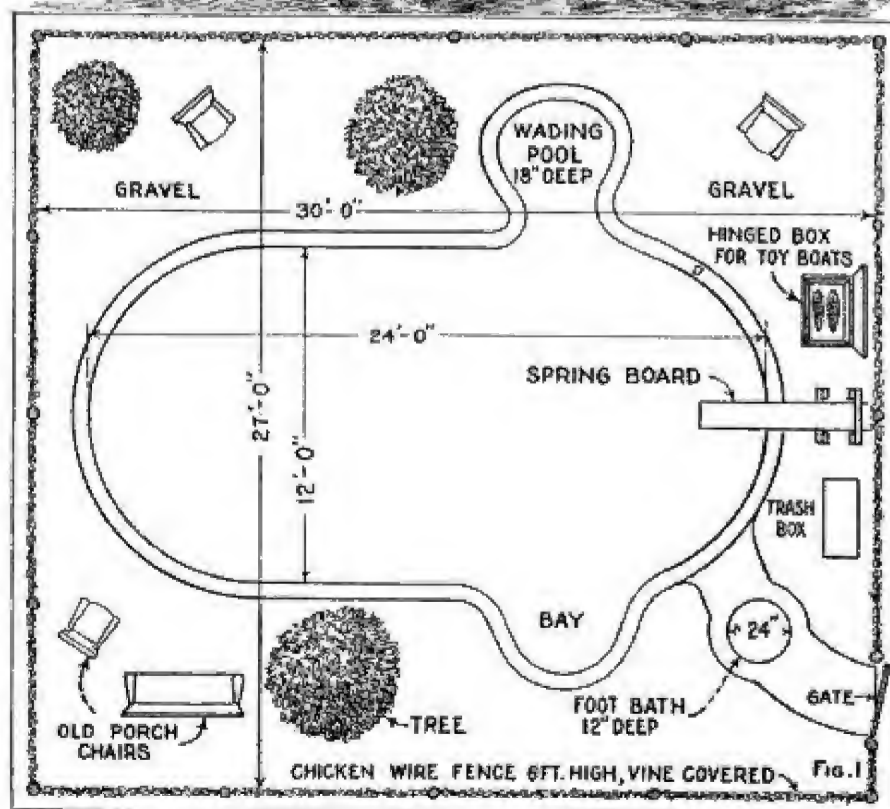 WADING
POOL
18" DEEP
GRAVEL
GRAVEL
30'-0"
HINGED BOX
FOR TOY BOATS
24'-0"
SPRING BOARD
27'-0"
12'-0"
TRASH
BOX
BAY
24"
GATE
FOOT BATH
12" DEEP
TREE
OLD PORCH
CHAIRS
CHICKEN WIRE FENCE 6FT. HIGH, VINE COVERED
FIG. 1